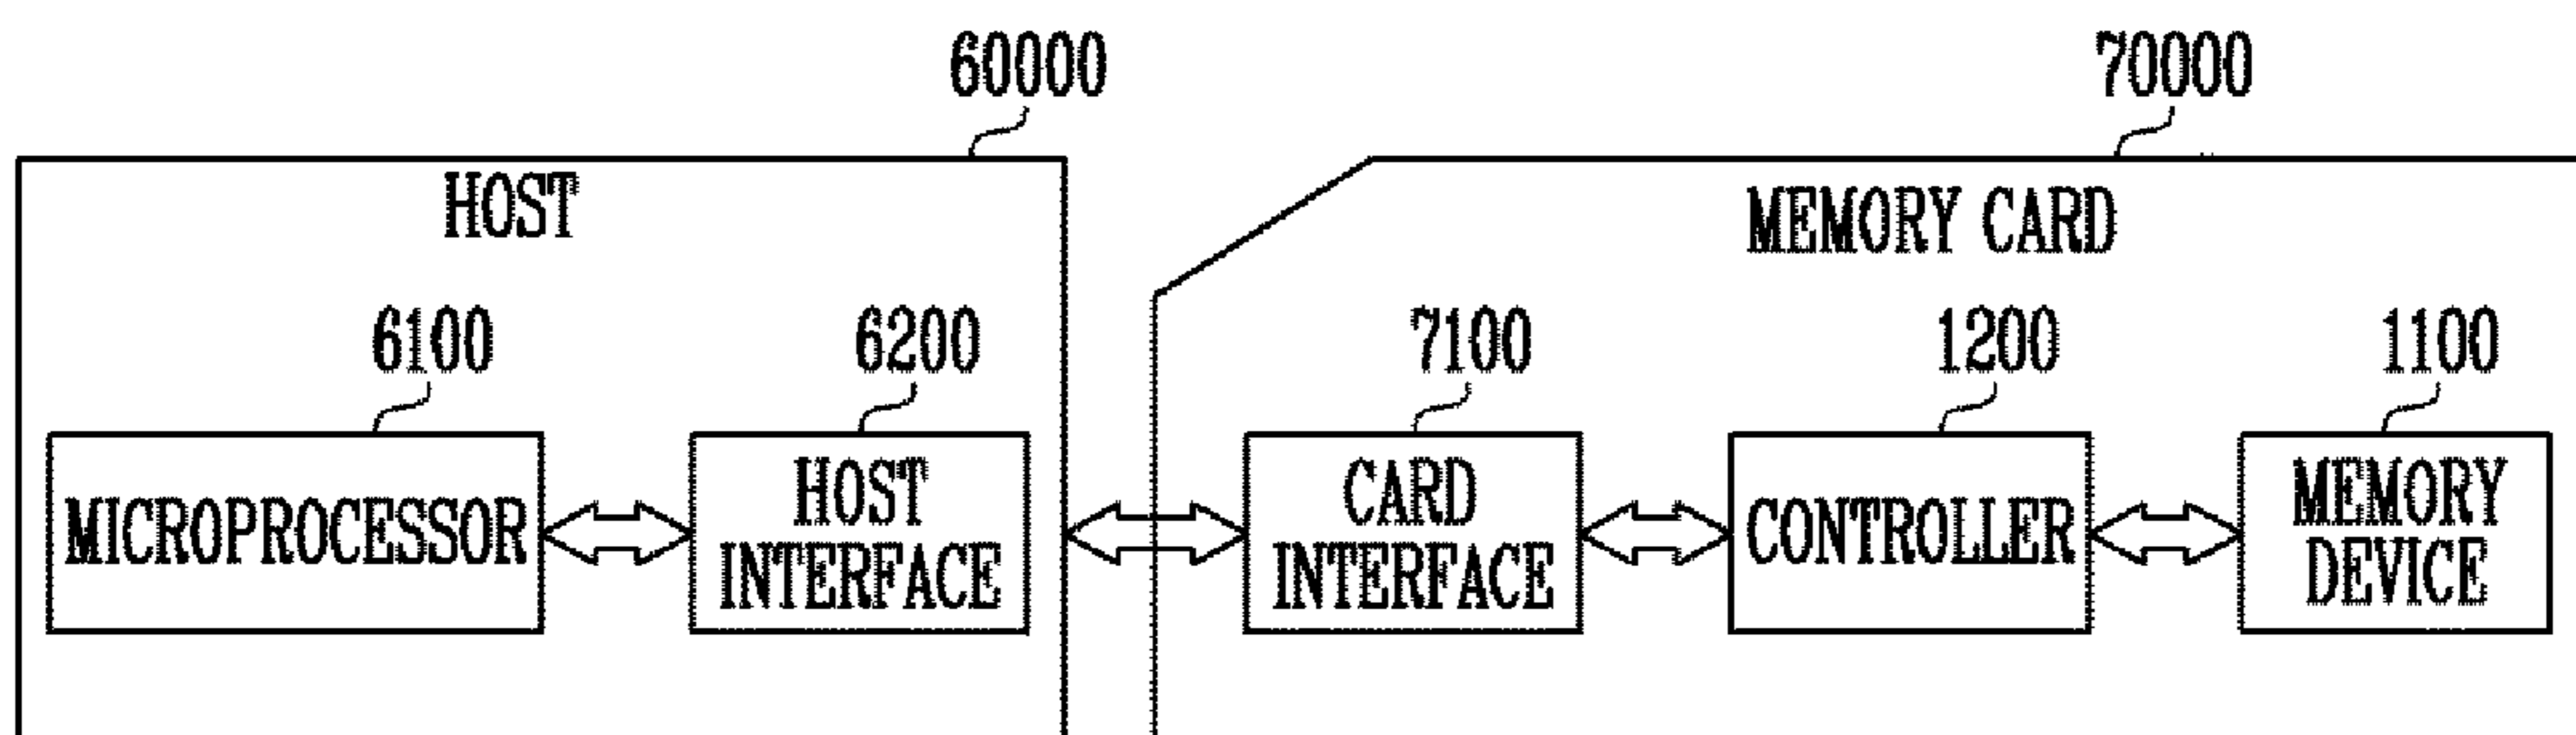 60000
70000
HOST
MEMORY CARD
6100
6200
7100
1200
1100
MICROPROCESSOR
HOST
INTERFACE
CARD
INTERFACE
CONTROLLER
MEMORY
DEVICE